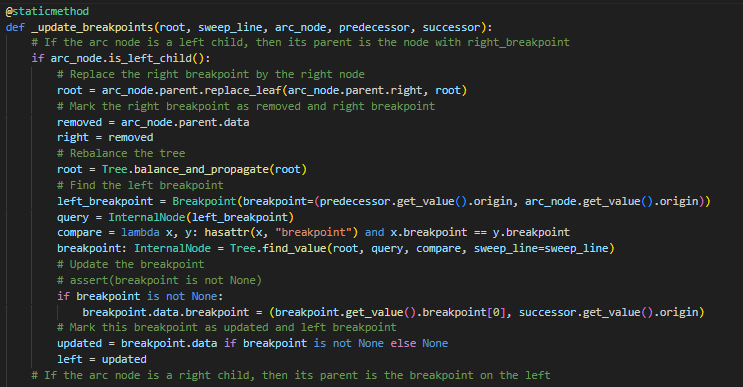 @staticmethod
def _update_breakpoints(root, sweep_line, arc_node, predecessor, successor):
    # If the arc node is a left child, then its parent is the node with right_breakpoint
    if arc_node.is_left_child():
        # Replace the right breakpoint by the right node
        root = arc_node.parent.replace_leaf(arc_node.parent.right, root)
        # Mark the right breakpoint as removed and right breakpoint
        removed = arc_node.parent.data
        right = removed
        # Rebalance the tree
        root = Tree.balance_and_propagate(root)
        # Find the left breakpoint
        left_breakpoint = Breakpoint(breakpoint=(predecessor.get_value().origin, arc_node.get_value().origin))
        query = InternalNode(left_breakpoint)
        compare = lambda x, y: hasattr(x, "breakpoint") and x.breakpoint == y.breakpoint
        breakpoint: InternalNode = Tree.find_value(root, query, compare, sweep_line=sweep_line)
        # Update the breakpoint
        # assert(breakpoint is not None)
        if breakpoint is not None:
            breakpoint.data.breakpoint = (breakpoint.get_value().breakpoint[0], successor.get_value().origin)
        # Mark this breakpoint as updated and left breakpoint
        updated = breakpoint.data if breakpoint is not None else None
        left = updated
    # If the arc node is a right child, then its parent is the breakpoint on the left